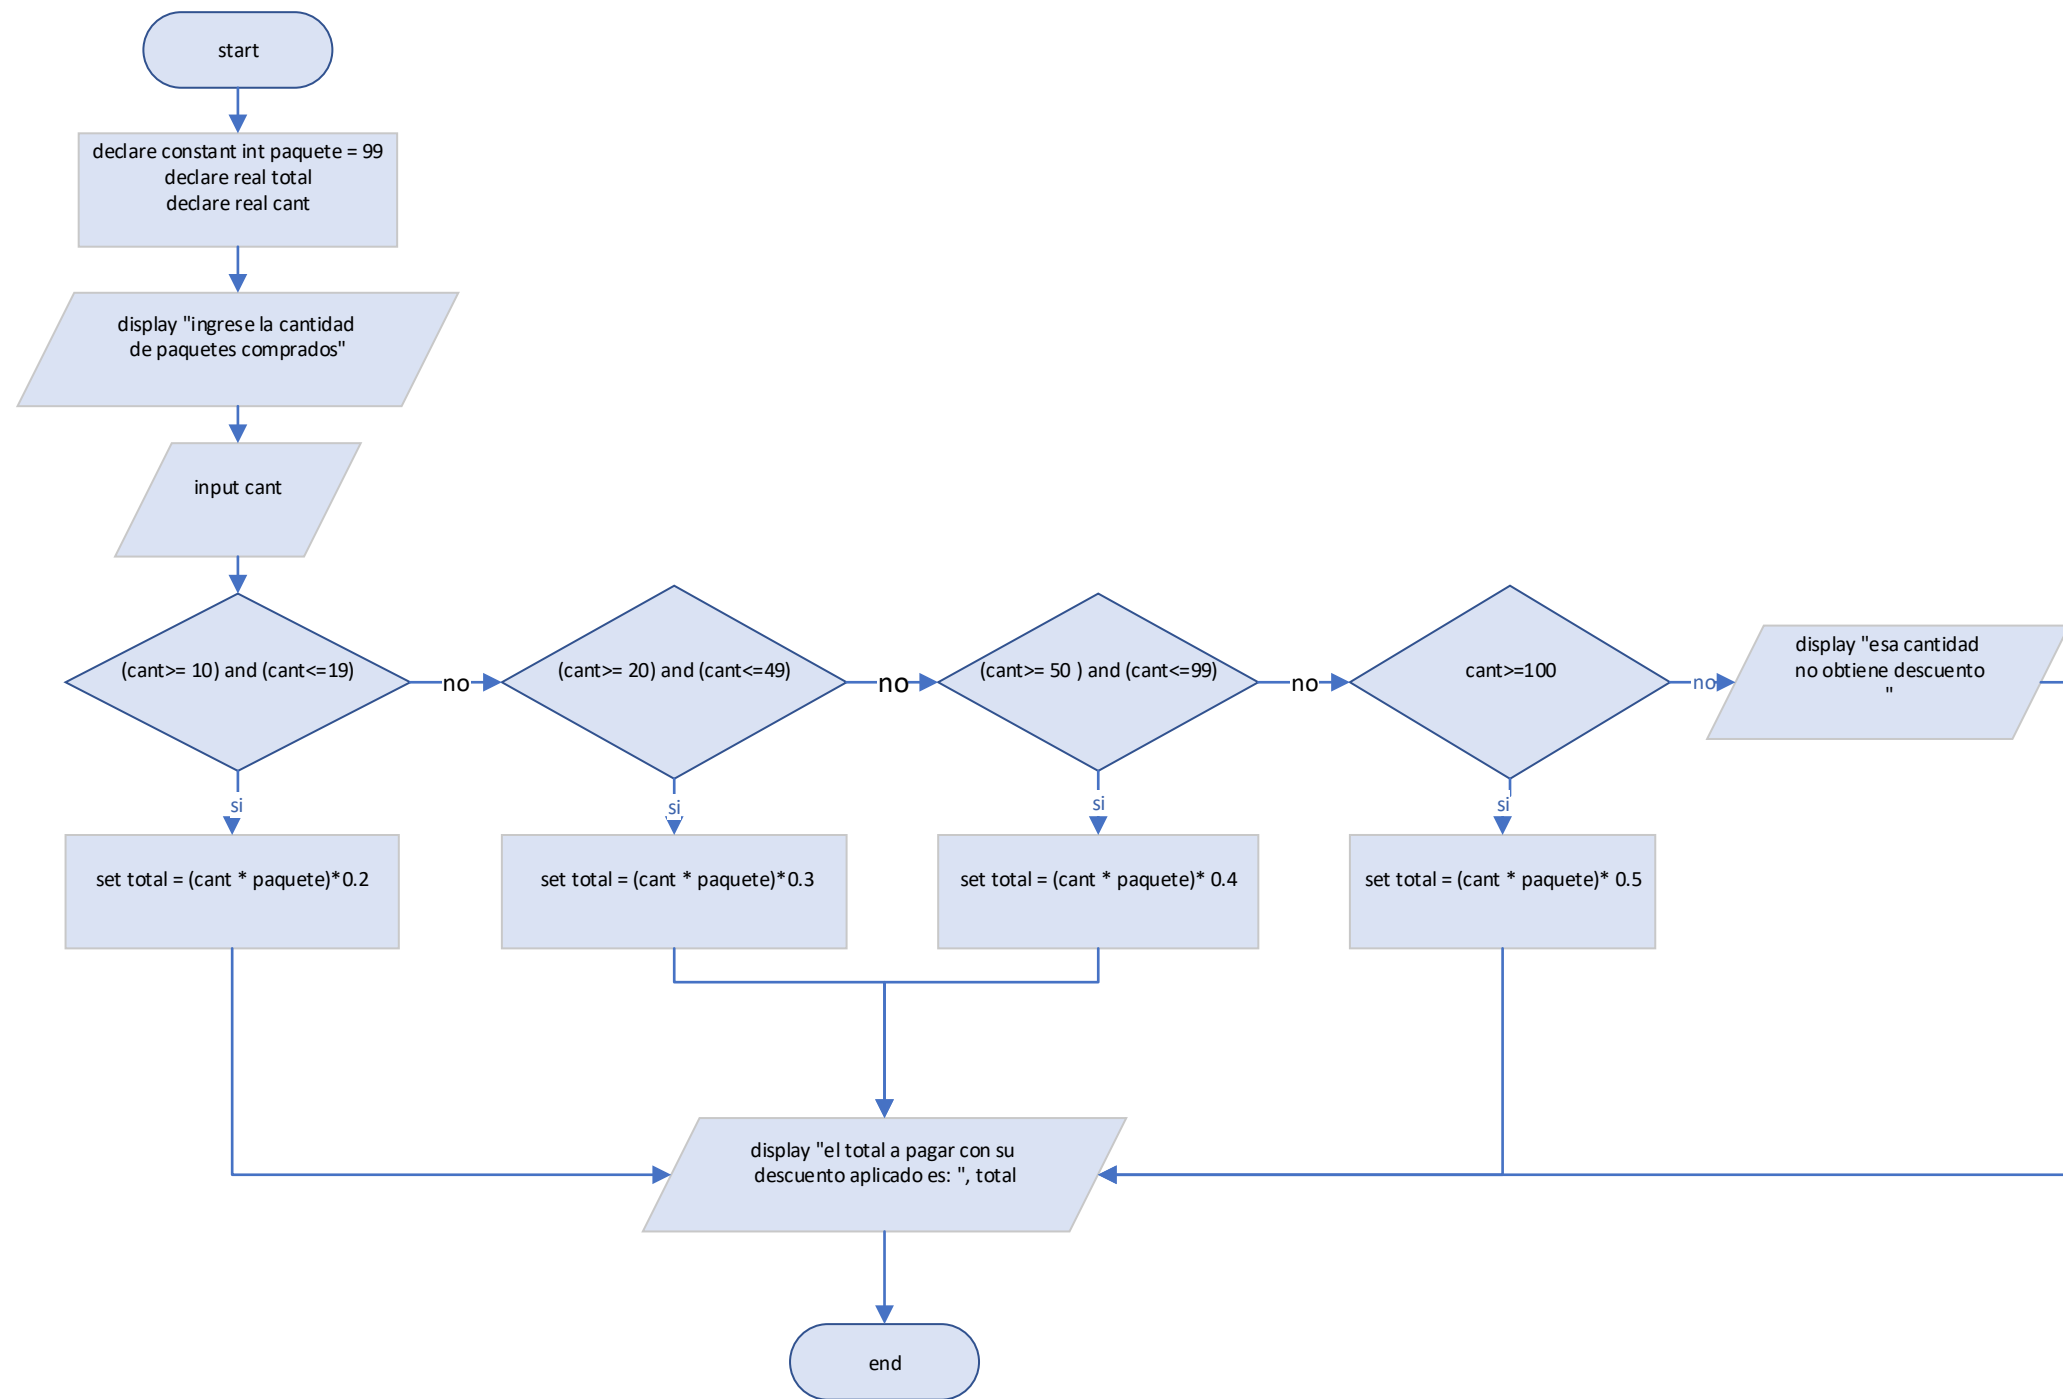 start
declare constant int paquete = 99
declare real total
declare real cant
display "ingrese la cantidad
de paquetes comprados"
input cant
(cant>= 10) and (cant<=19)
no
(cant>= 20) and (cant<=49)
no
(cant>= 50 ) and (cant<=99)
no
cant>=100
no
display "esa cantidad
no obtiene descuento
"
si
si
si
si
set total = (cant * paquete)*0.2
set total = (cant * paquete)*0.3
set total = (cant * paquete)* 0.4
set total = (cant * paquete)* 0.5
display "el total a pagar con su
descuento aplicado es: ", total
end